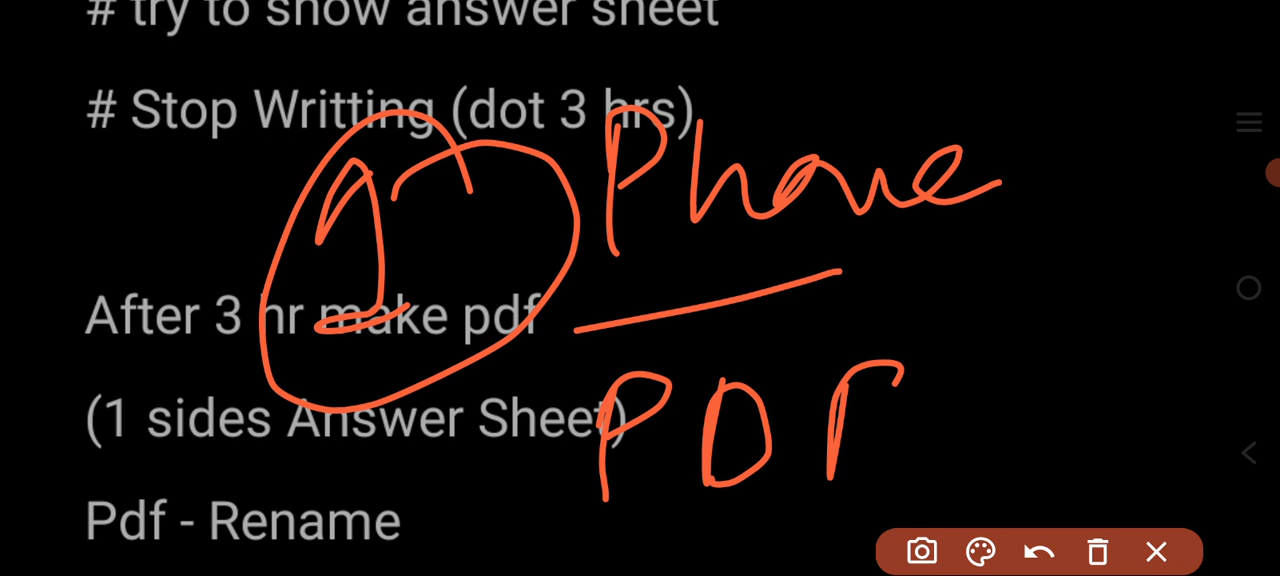 # try to show answer sheet
# Stop Writting (dot 3 hrs)
Phone
After 3 hr make pdf
PDF
(1 sides Answer Sheet)
Pdf - Rename